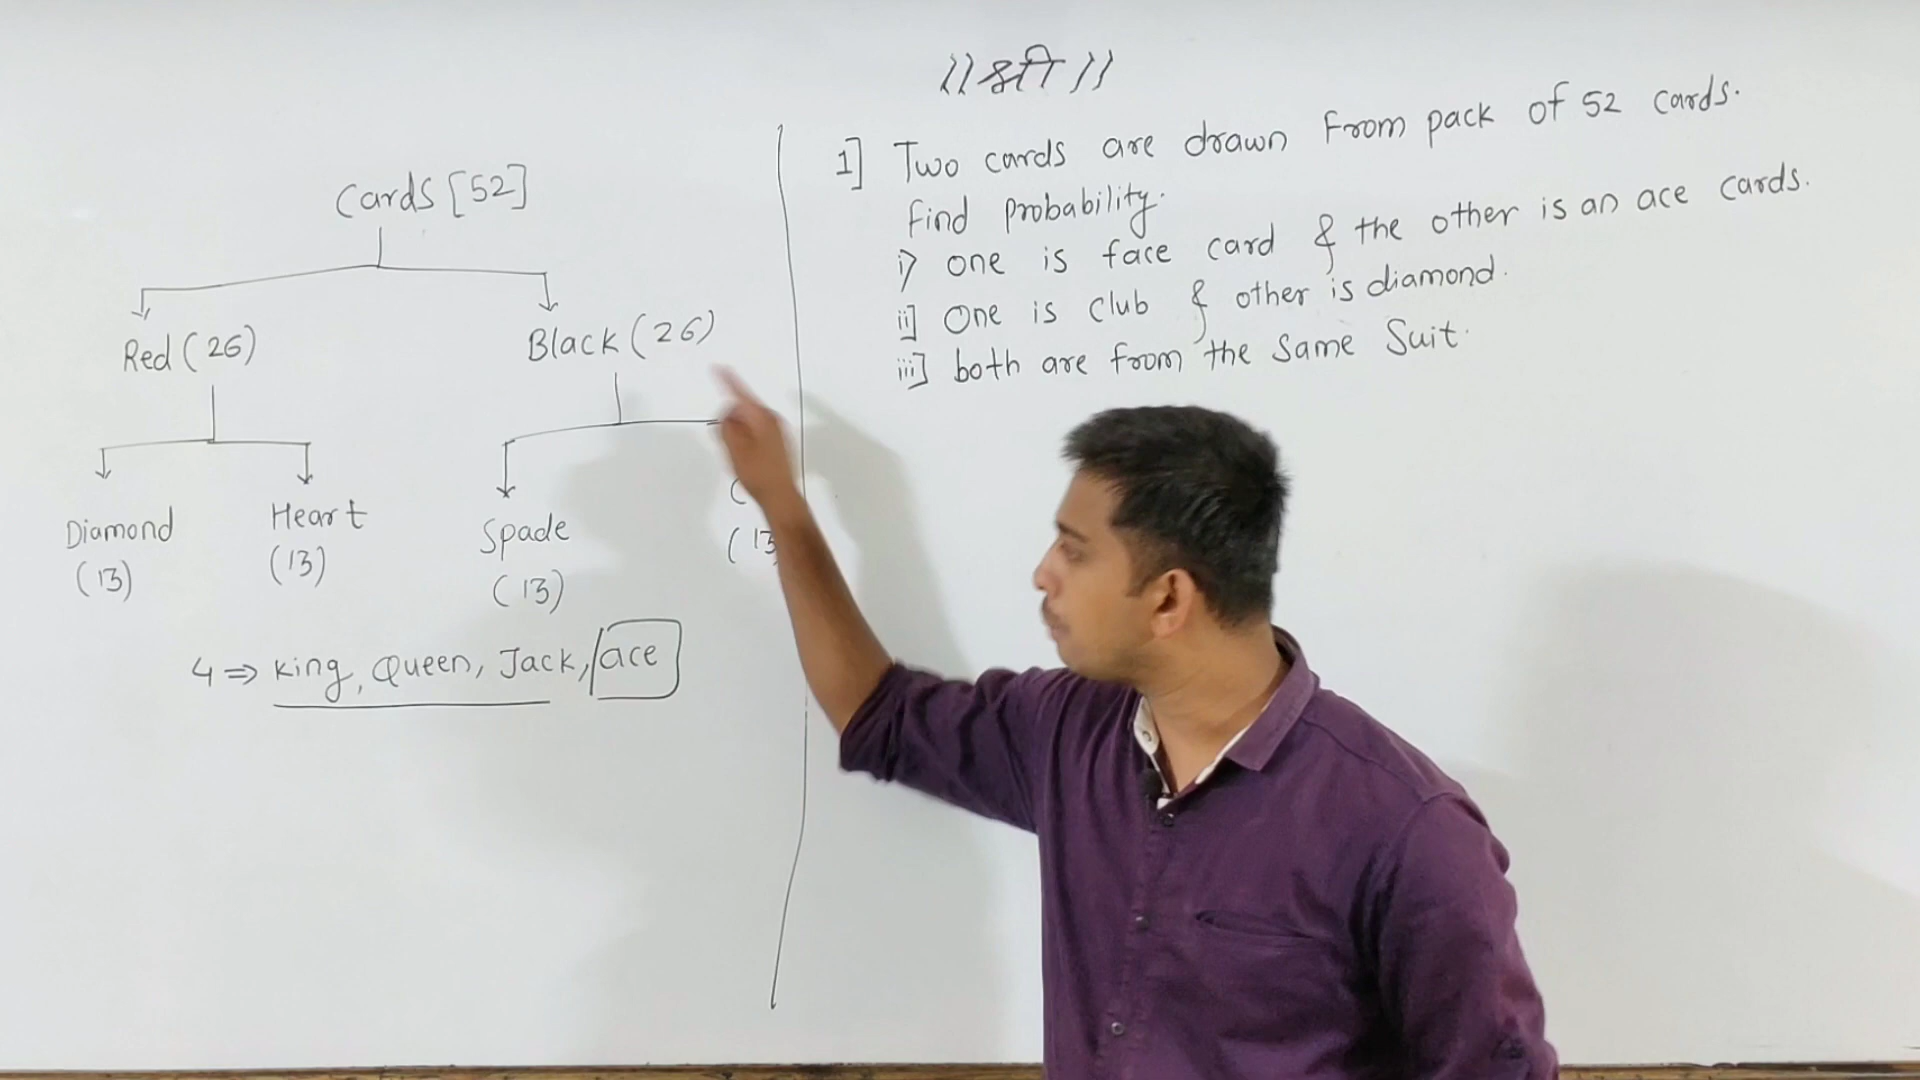 ॥श्री॥
Cards [52]
Red (26)
Black (26)
Diamond
(13)
Heart
(13)
Spade
(13)
(13
4 ⇒ King, Queen, Jack, ace
1] Two cards are drawn From pack of 52 cards.
Find probability.
i) one is face card & the other is an ace cards.
ii] One is club & other is diamond.
iii] both are from the same Suit.